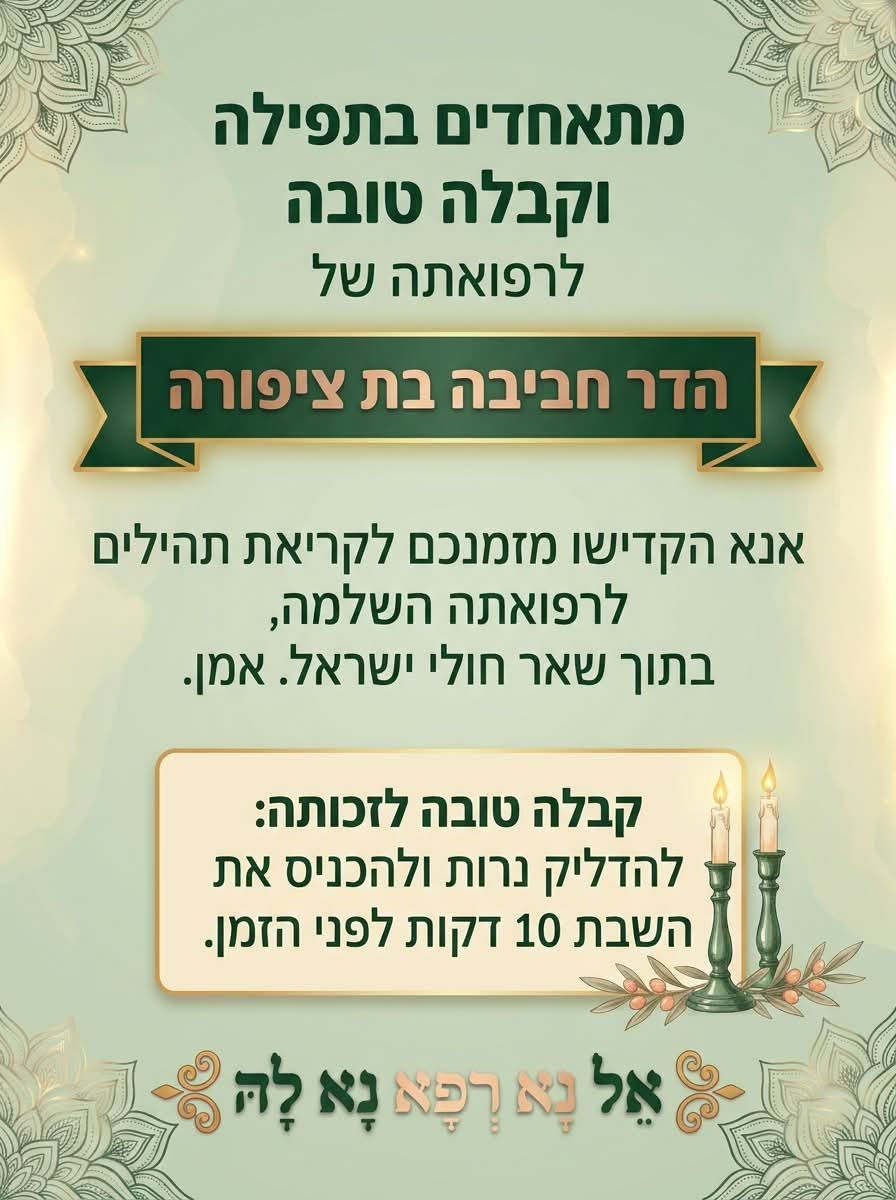 מתאחדים בתפילה
וקבלה טובה
לרפואתה של
הדר חביבה בת ציפורה
אנא הקדישו מזמנכם לקריאת תהילים
לרפואתה השלמה,
בתוך שאר חולי ישראל. אמן.
קבלה טובה לזכותה:
להדליק נרות ולהכניס את
השבת 10 דקות לפני הזמן.
אֵל נָא רְפָא נָא לָהּ